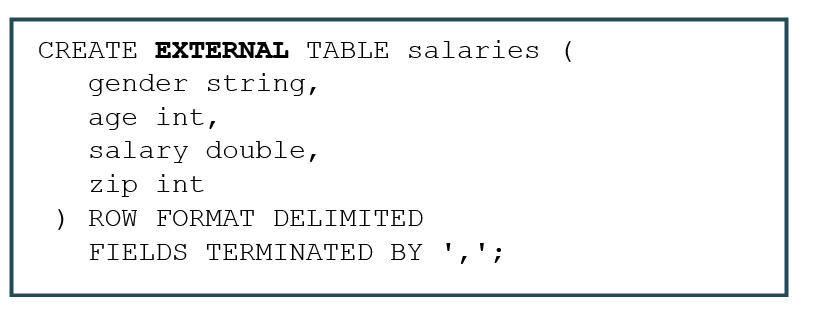 CREATE EXTERNAL TABLE salaries (
gender string,
age int,
salary double,
zip int
) ROW FORMAT DELIMITED
FIELDS TERMINATED BY ',';